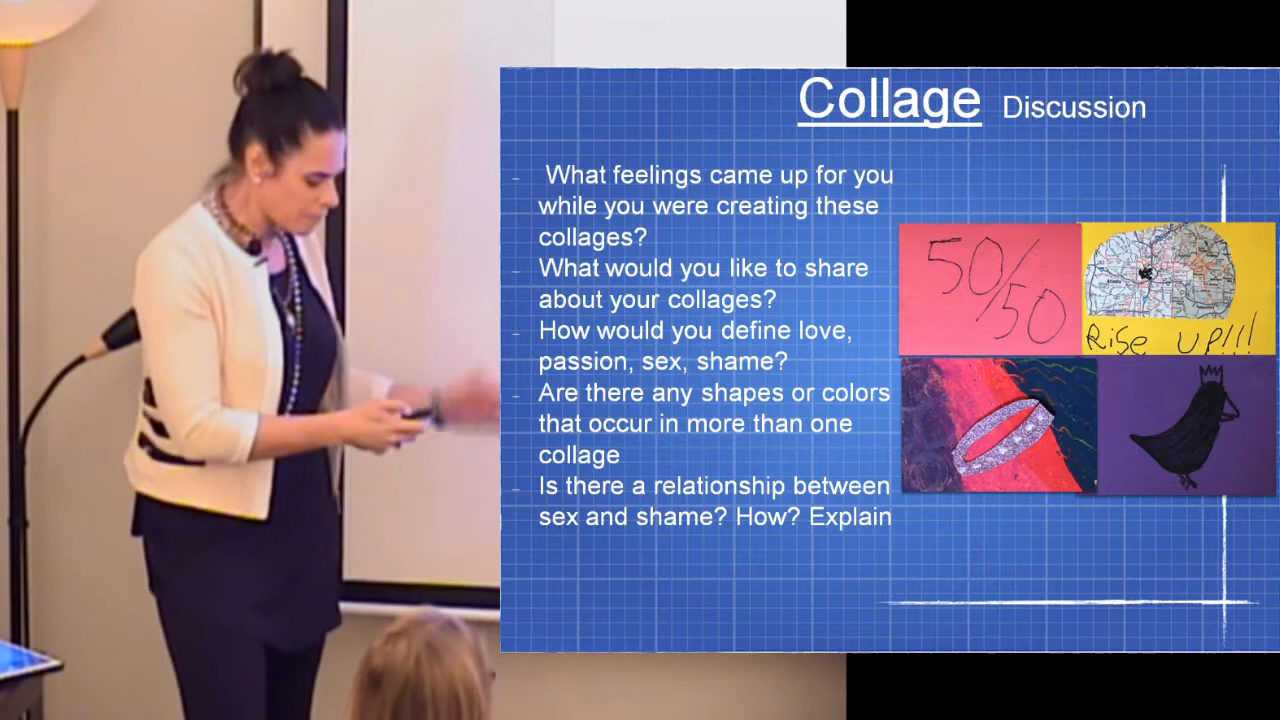 Collage Discussion
- What feelings came up for you
while you were creating these
collages?
- What would you like to share
about your collages?
- How would you define love,
passion, sex, shame?
- Are there any shapes or colors
that occur in more than one
collage
- Is there a relationship between
sex and shame? How? Explain
50/50
Atlanta
Rise UP!!!